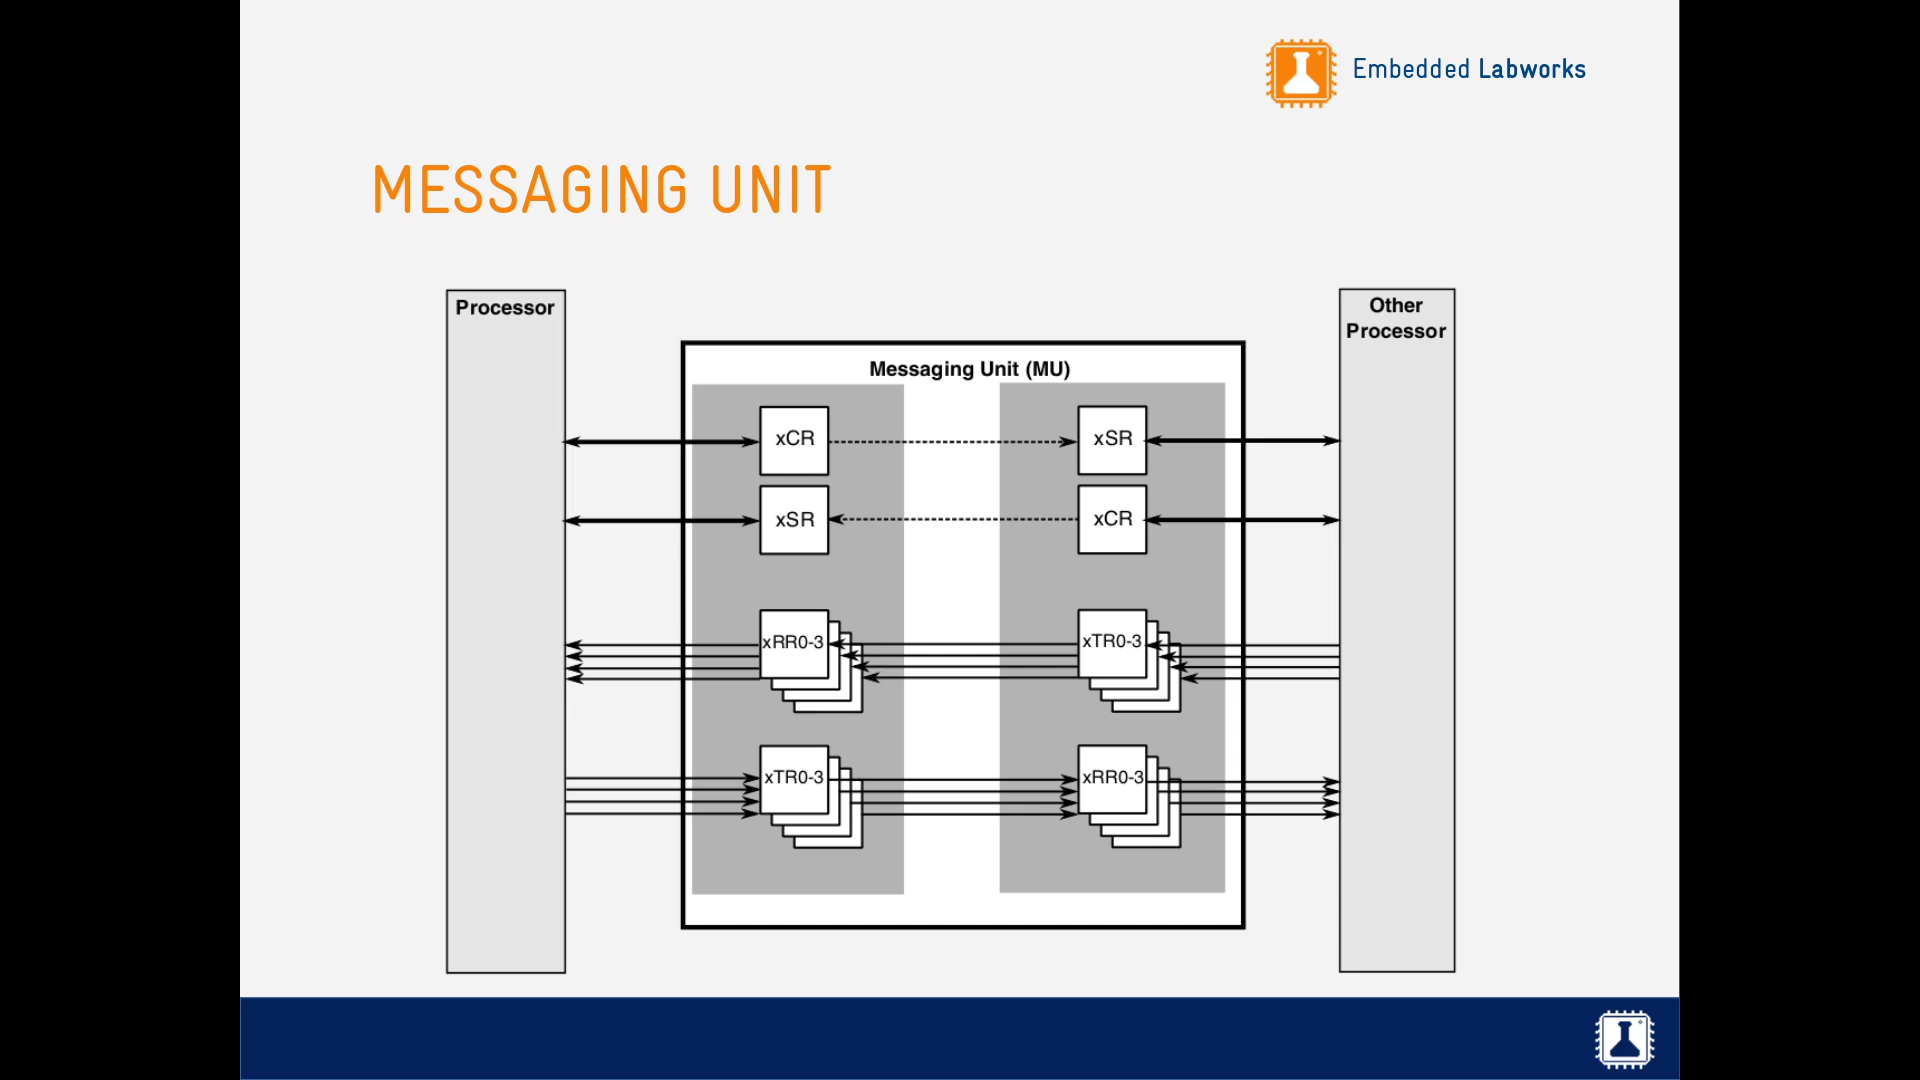 Embedded Labworks
MESSAGING UNIT
Processor
Other
Processor
Messaging Unit (MU)
xCR
xSR
xSR
xCR
xRR0-3
xTR0-3
xTR0-3
xRR0-3